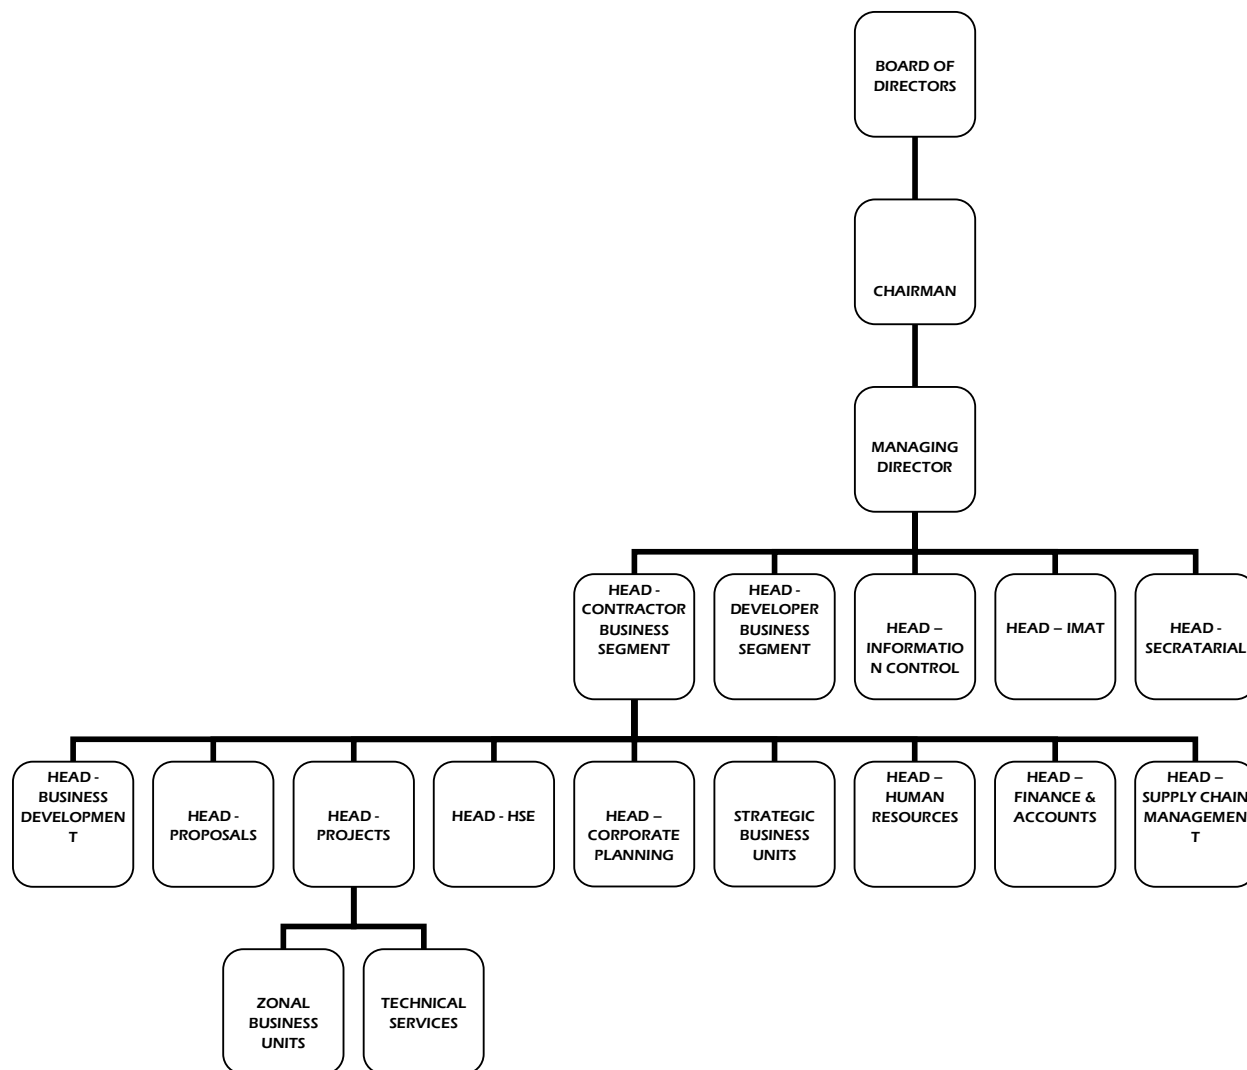 BOARD OF
DIRECTORS
CHAIRMAN
MANAGING
DIRECTOR
HEAD -
CONTRACTOR
BUSINESS
SEGMENT
HEAD -
DEVELOPER
BUSINESS
SEGMENT
HEAD –
INFORMATIO
N CONTROL
HEAD – IMAT
HEAD -
SECRATARIAL
HEAD -
BUSINESS
DEVELOPMEN
T
HEAD -
PROPOSALS
HEAD -
PROJECTS
HEAD - HSE
HEAD –
CORPORATE
PLANNING
STRATEGIC
BUSINESS
UNITS
HEAD –
HUMAN
RESOURCES
HEAD –
FINANCE &
ACCOUNTS
HEAD –
SUPPLY CHAIN
MANAGEMEN
T
ZONAL
BUSINESS
UNITS
TECHNICAL
SERVICES